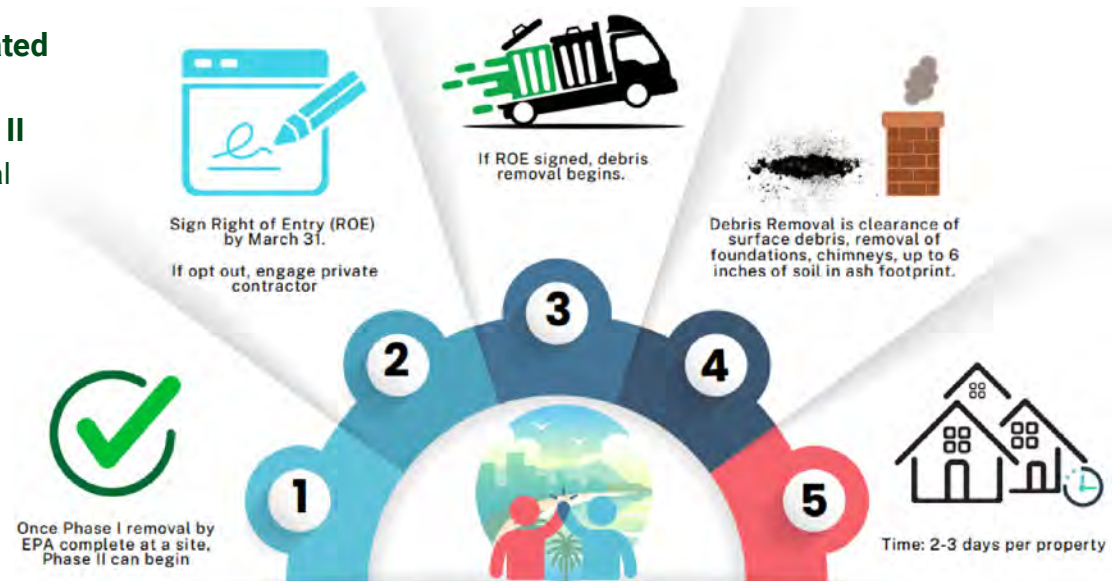 II
Sign Right of Entry (ROE)
by March 31.
If opt out, engage private
contractor
If ROE signed, debris
removal begins.
Debris Removal is clearance of
surface debris, removal of
foundations, chimneys, up to 6
inches of soil in ash footprint.
3
2
4
1
5
Once Phase I removal by
EPA complete at a site,
Phase II can begin
Time: 2-3 days per property